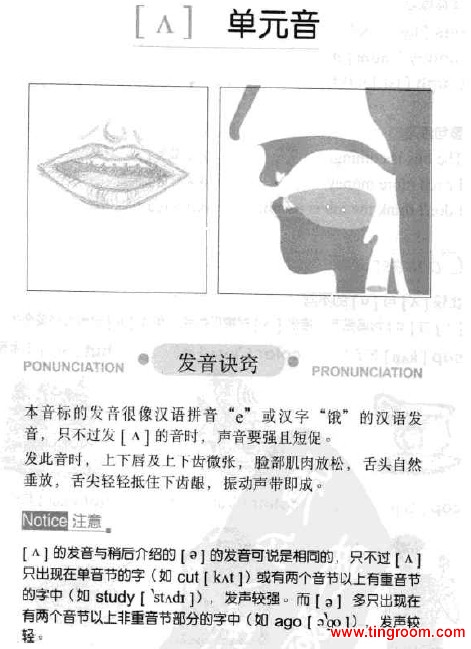 [ʌ] 单元音
发音诀窍
PONUNCIATION
PRONUNCIATION
本音标的发音很像汉语拼音“e”或汉字“饿”的汉语发
音，只不过发[ʌ]的音时，声音要强且短促。
发此音时，上下唇及上下齿微张，脸部肌肉放松，舌头自然
垂放，舌尖轻轻抵住下齿龈，振动声带即成。
Notice 注意
[ʌ]的发音与稍后介绍的[ə]的发音可说是相同的，只不过[ʌ]
只出现在单音节的字（如 cut [kʌt]）或有两个音节以上有重音节
的字中（如 study [ˋstʌdɪ]），发声较强。而[ə]多只出现在
有两个音节以上非重音节部分的字中（如 ago [əˋgo]），发声较
轻。
www.tingroom.com